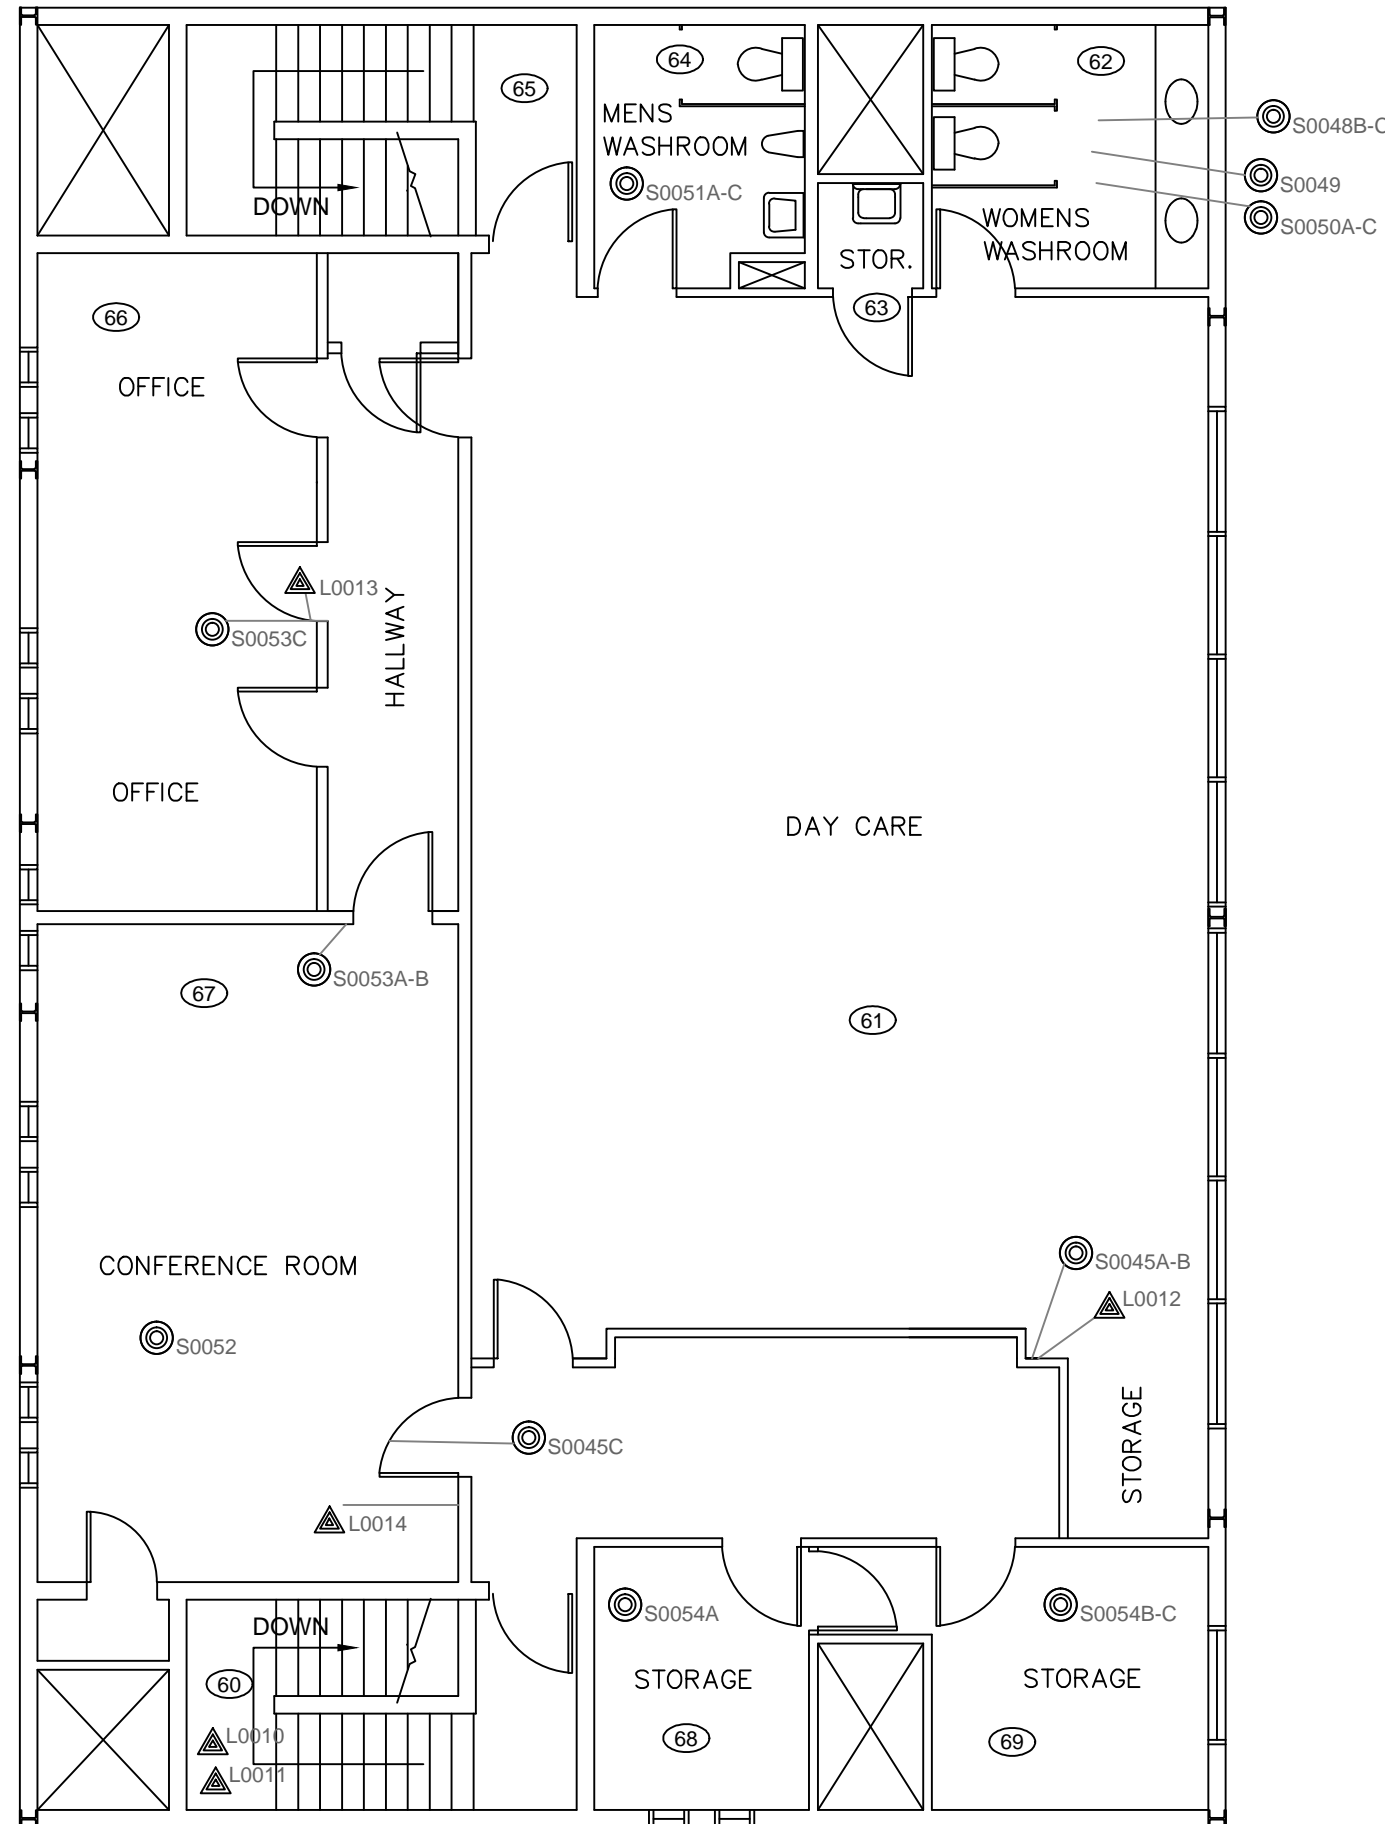 64
62
65
MENS
WASHROOM
S0048B-C
S0049
S0051A-C
DOWN
WOMENS
WASHROOM
S0050A-C
STOR.
63
66
OFFICE
L0013
S0053C
HALLWAY
OFFICE
DAY CARE
S0053A-B
67
61
CONFERENCE ROOM
S0045A-B
L0012
S0052
STORAGE
S0045C
L0014
S0054A
S0054B-C
DOWN
60
STORAGE
STORAGE
L0010
68
69
L0011